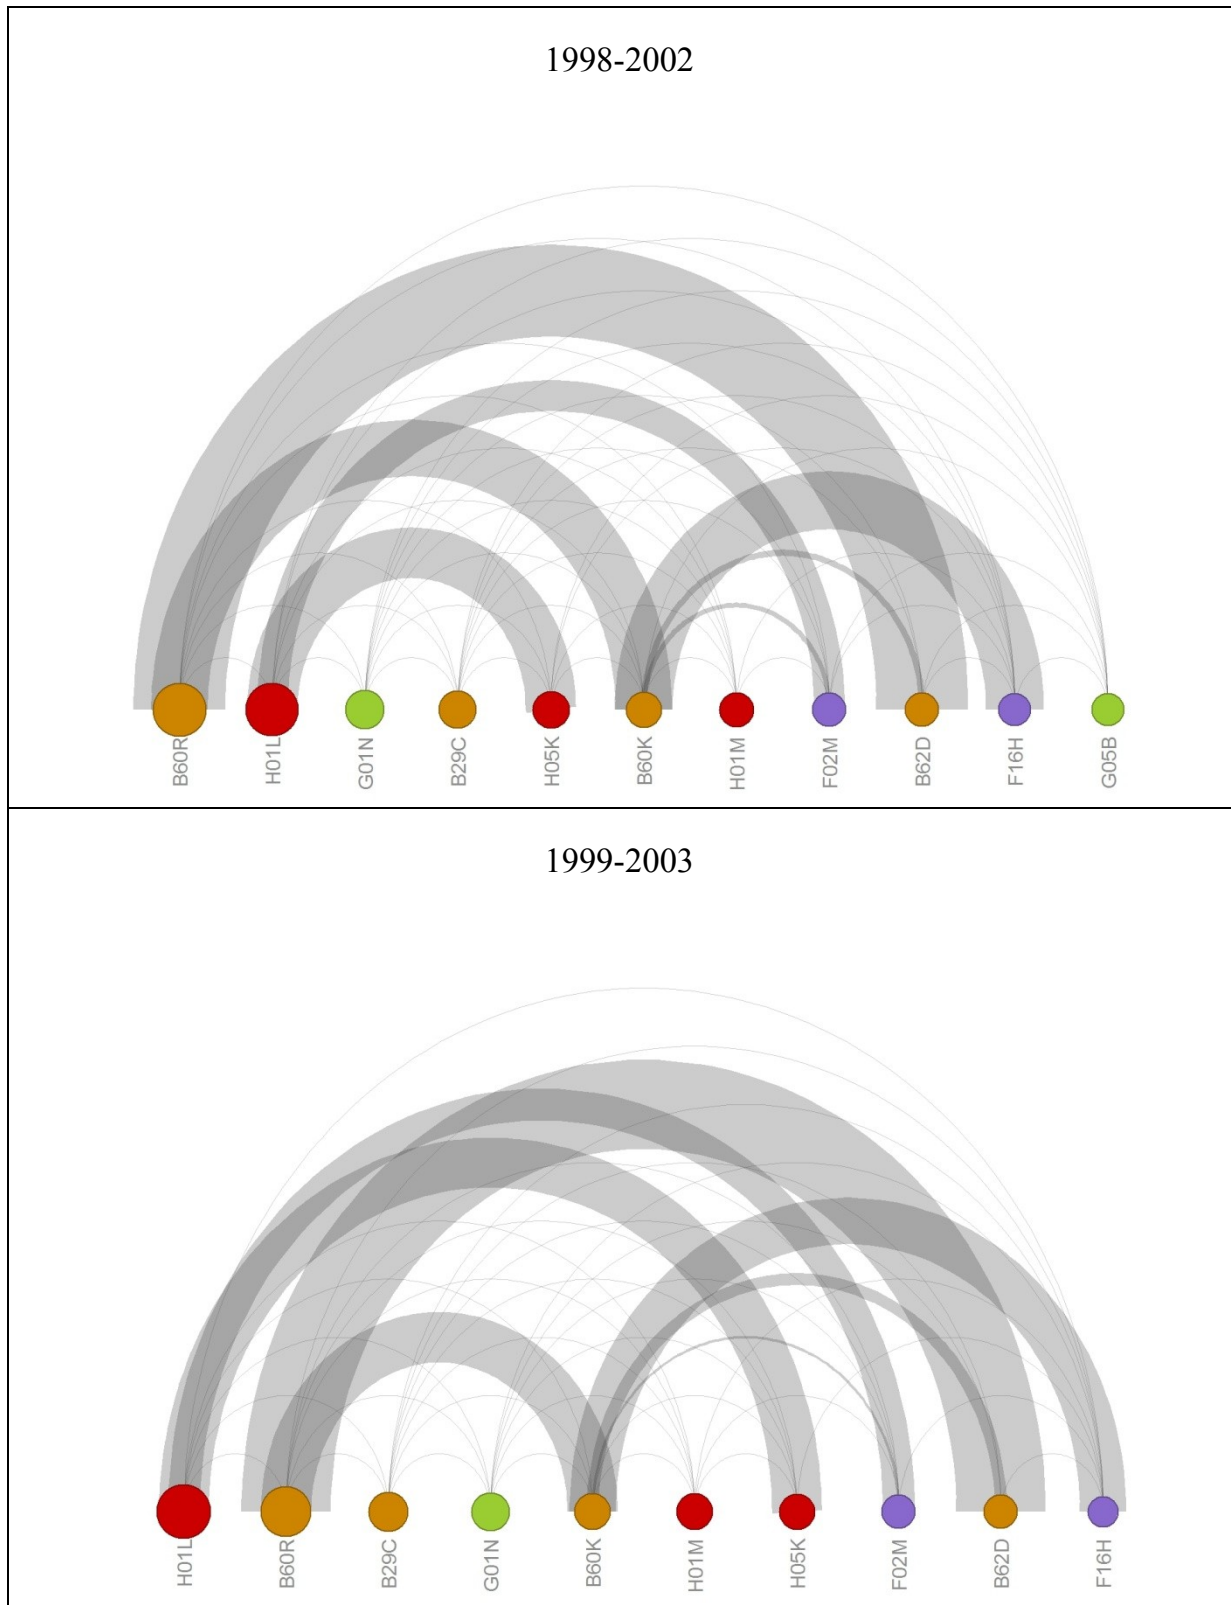 1998-2002
B60R
H01L
G01N
B29C
H05K
B60K
H01M
F02M
B62D
F16H
G05B
1999-2003
H01L
B60R
B29C
G01N
B60K
H01M
H05K
F02M
B62D
F16H